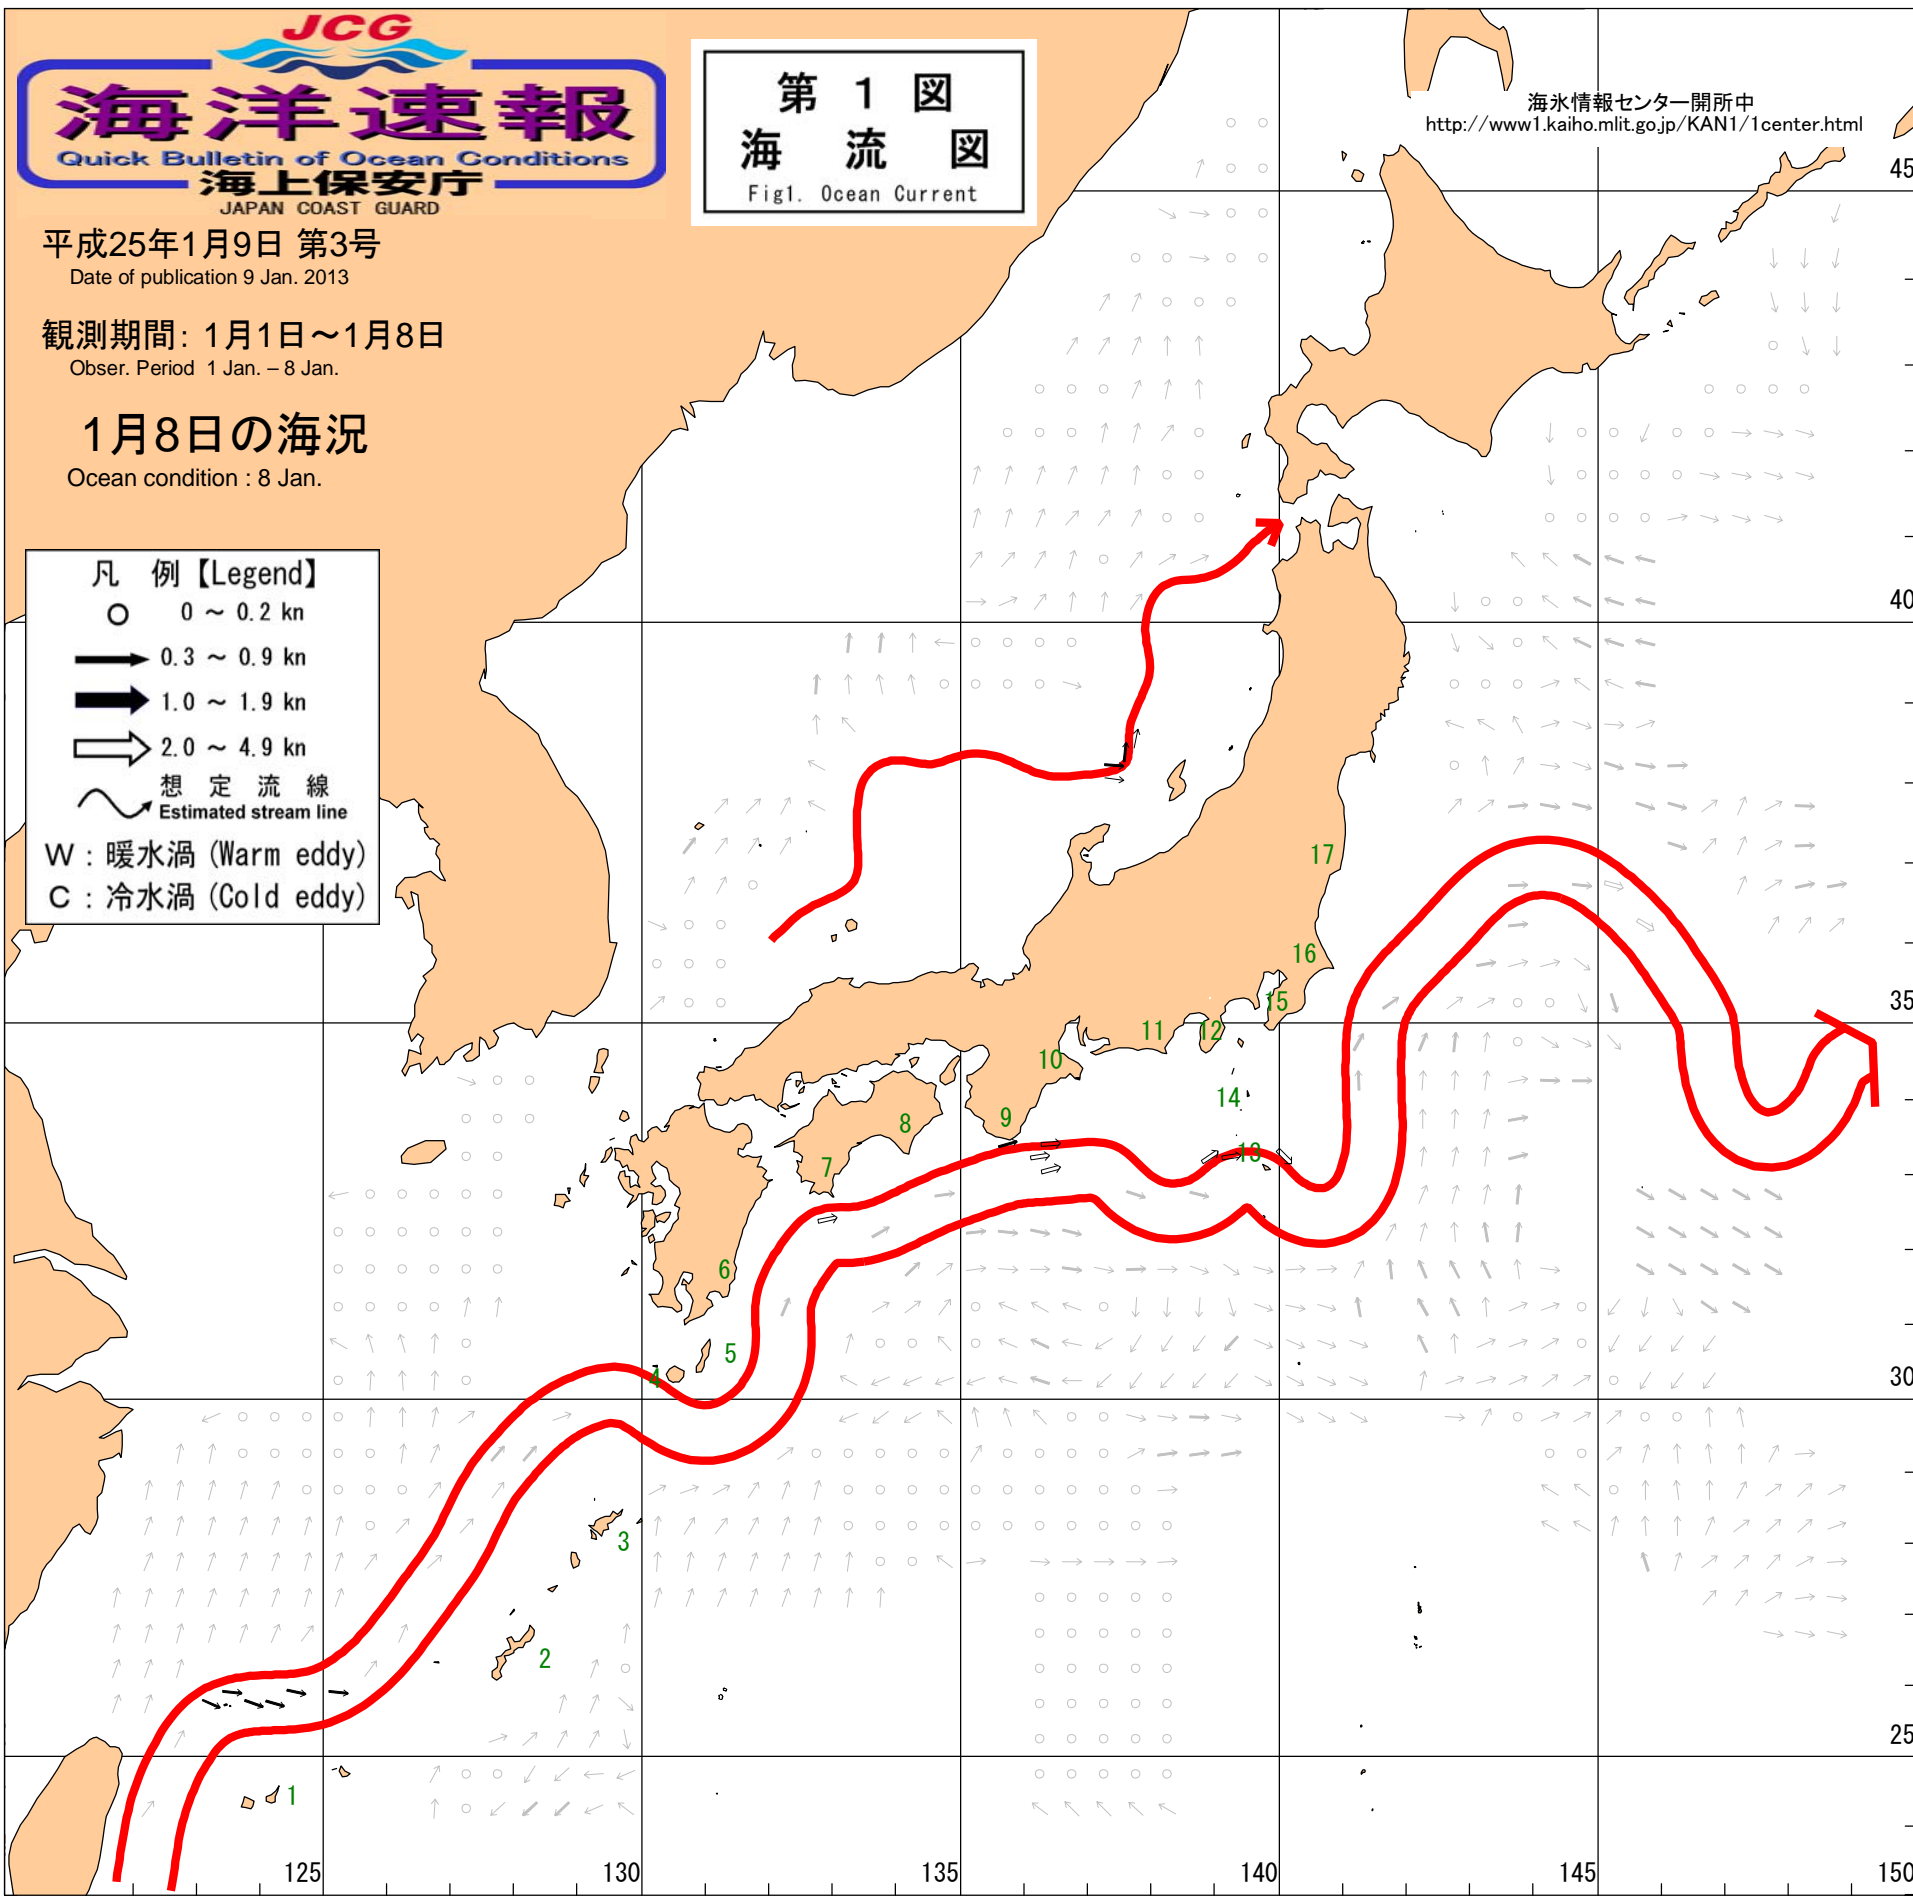 JCG
海洋速報
Quick Bulletin of Ocean Conditions
海上保安庁
JAPAN COAST GUARD
第 1 図
海 流 図
Fig1. Ocean Current
海氷情報センター開所中
http://www1.kaiho.mlit.go.jp/KAN1/1center.html
平成25年1月9日 第3号
Date of publication 9 Jan. 2013
観測期間: 1月1日～1月8日
Obser. Period 1 Jan. – 8 Jan.
1月8日の海況
Ocean condition : 8 Jan.
凡 例【Legend】
0 ～ 0.2 kn
0.3 ～ 0.9 kn
1.0 ～ 1.9 kn
2.0 ～ 4.9 kn
想 定 流 線
Estimated stream line
W : 暖水渦 (Warm eddy)
C : 冷水渦 (Cold eddy)
45
40
17
16
35
15
12
11
10
14
9
8
13
7
6
5
4
30
3
2
25
1
125
130
135
140
145
150